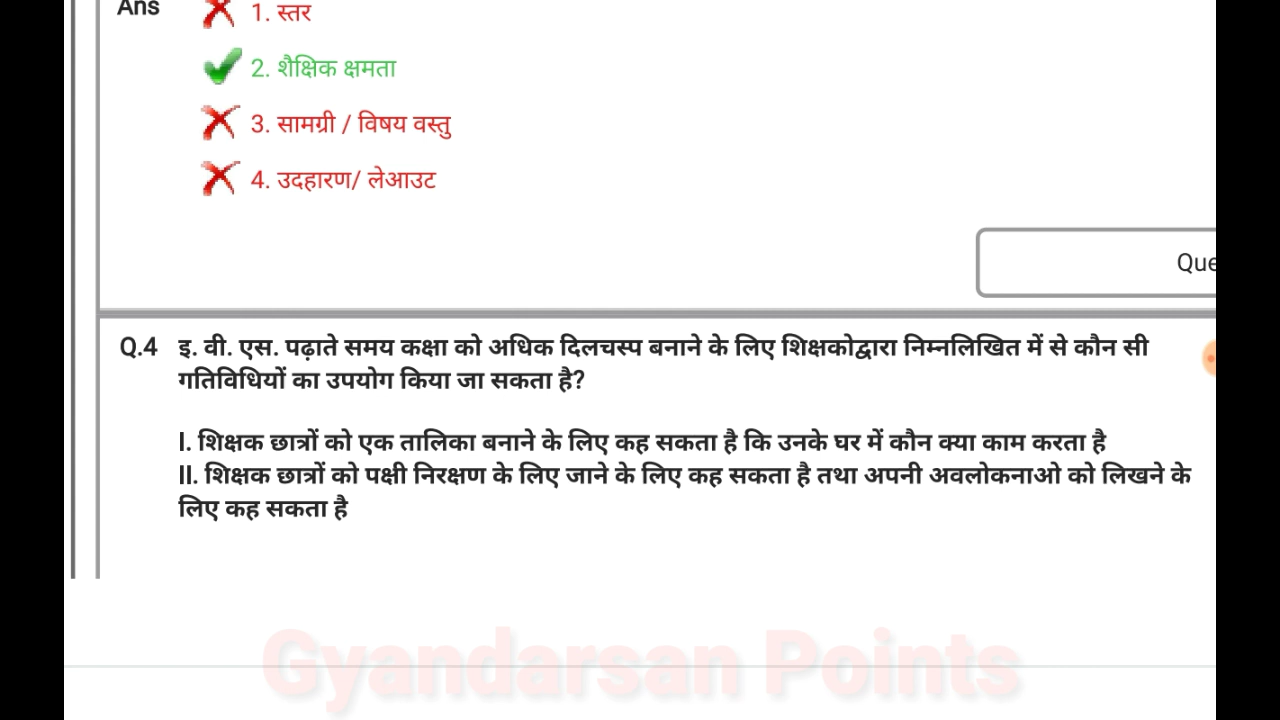 Ans 1. स्तर
2. शैक्षिक क्षमता
3. सामग्री / विषय वस्तु
4. उदहारण/ लेआउट
Que
Q.4 इ. वी. एस. पढ़ाते समय कक्षा को अधिक दिलचस्प बनाने के लिए शिक्षकोद्वारा निम्नलिखित में से कौन सी
गतिविधियों का उपयोग किया जा सकता है?
I. शिक्षक छात्रों को एक तालिका बनाने के लिए कह सकता है कि उनके घर में कौन क्या काम करता है
II. शिक्षक छात्रों को पक्षी निरक्षण के लिए जाने के लिए कह सकता है तथा अपनी अवलोकनाओ को लिखने के
लिए कह सकता है
Gyandarsan Points